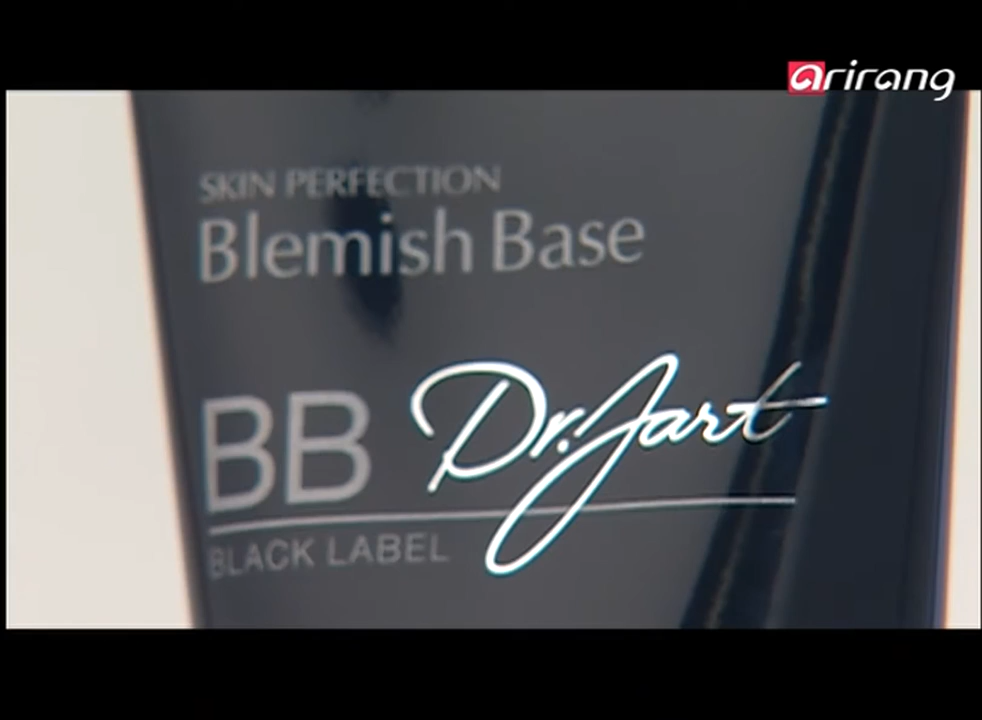 arirang
SKIN PERFECTION
Blemish Base
BB Dr.Jart
BLACK LABEL